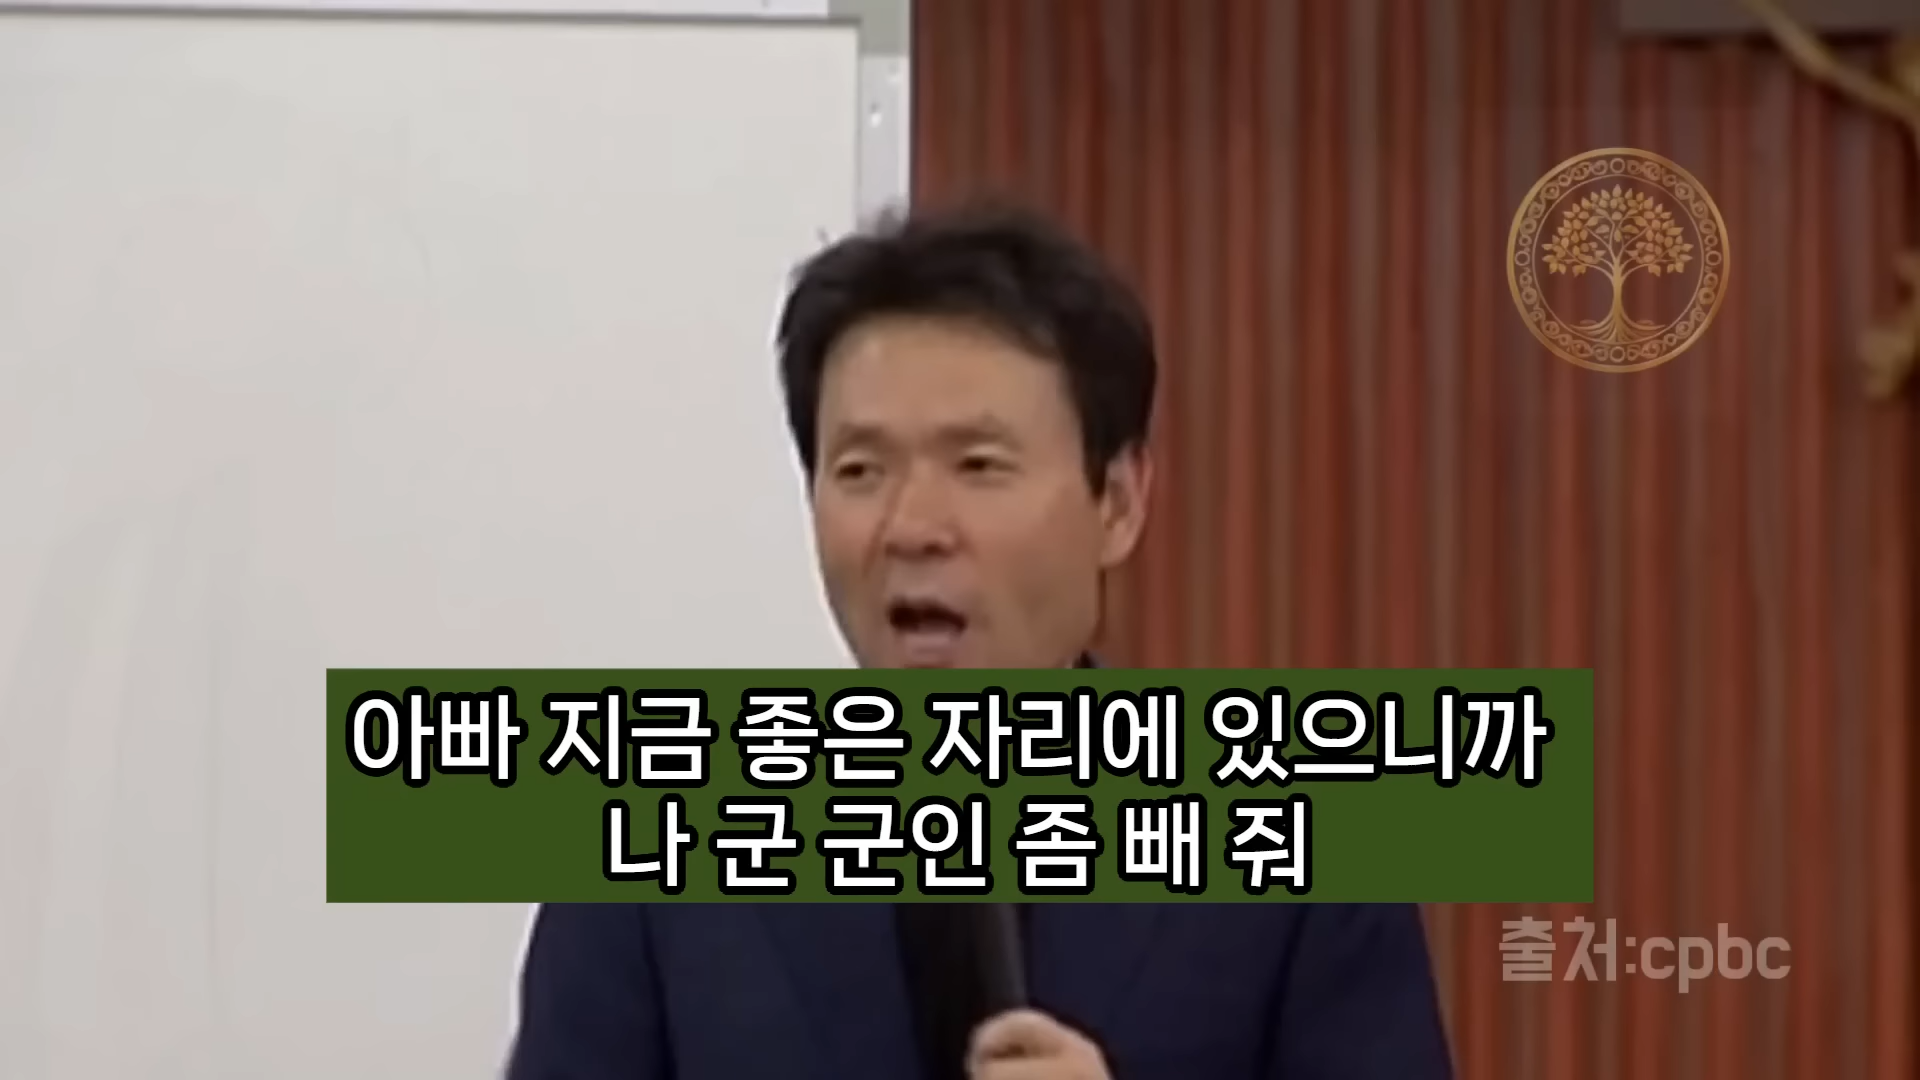 아빠 지금 좋은 자리에 있으니까
나 군 군인 좀 빼 줘
출처:cpbc